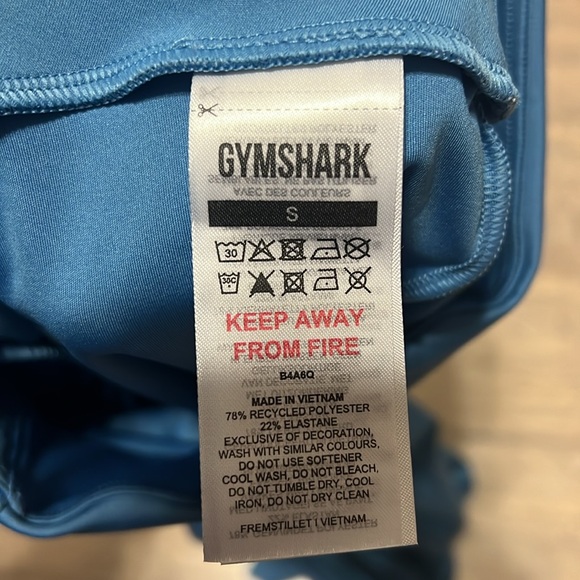 GYMSHARK
S
30
30C
KEEP AWAY
FROM FIRE
B4A6Q
MADE IN VIETNAM
78% RECYCLED POLYESTER
22% ELASTANE
EXCLUSIVE OF DECORATION,
WASH WITH SIMILAR COLOURS,
DO NOT USE SOFTENER
COOL WASH, DO NOT BLEACH,
DO NOT TUMBLE DRY, COOL
IRON, DO NOT DRY CLEAN
FREMSTILLET I VIETNAM